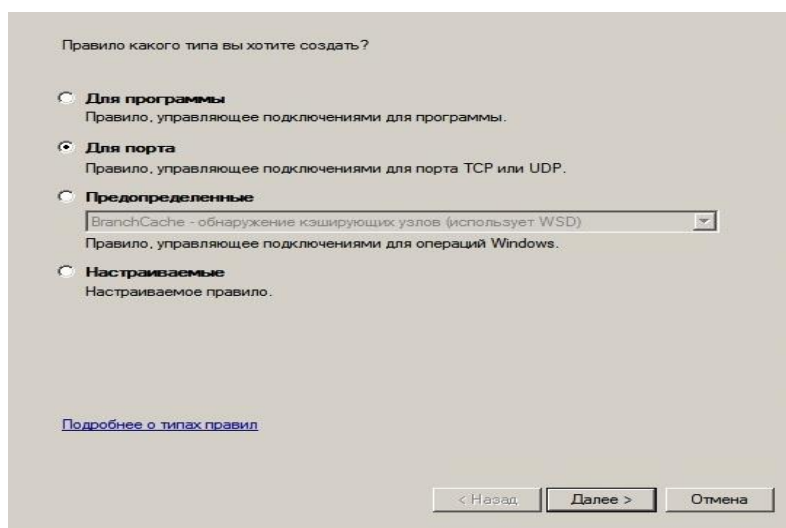 Правило какого типа вы хотите создать?
Для программы
Правило, управляющее подключениями для программы.
Для порта
Правило, управляющее подключениями для порта TCP или UDP.
Предопределенные
BranchCache - обнаружение кэширующих узлов (использует WSD)
Правило, управляющее подключениями для операций Windows.
Настраиваемые
Настраиваемое правило.
Подробнее о типах правил
< Назад
Далее >
Отмена